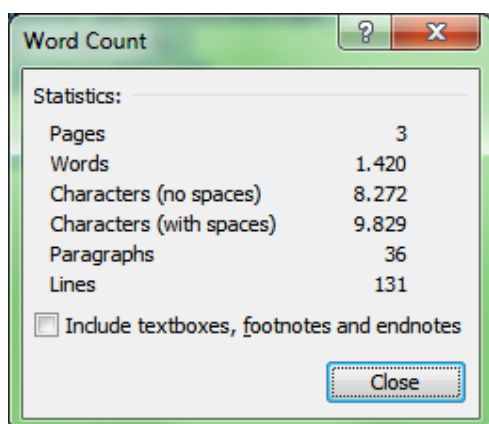 Word Count
Statistics:
Pages 3
Words 1.420
Characters (no spaces) 8.272
Characters (with spaces) 9.829
Paragraphs 36
Lines 131
Include textboxes, footnotes and endnotes
Close